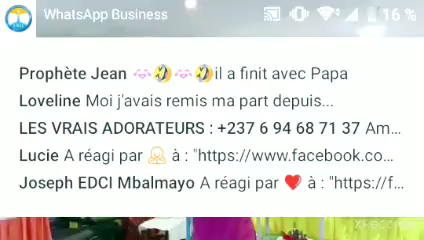 WhatsApp Business
16 %
Prophète Jean 😂🤣😂🤣il a finit avec Papa
Loveline Moi j'avais remis ma part depuis...
LES VRAIS ADORATEURS : +237 6 94 68 71 37 Am...
Lucie A réagi par 🙏 à : "https://www.facebook.co...
Joseph EDCI Mbalmayo A réagi par ❤️ à : "https://f...